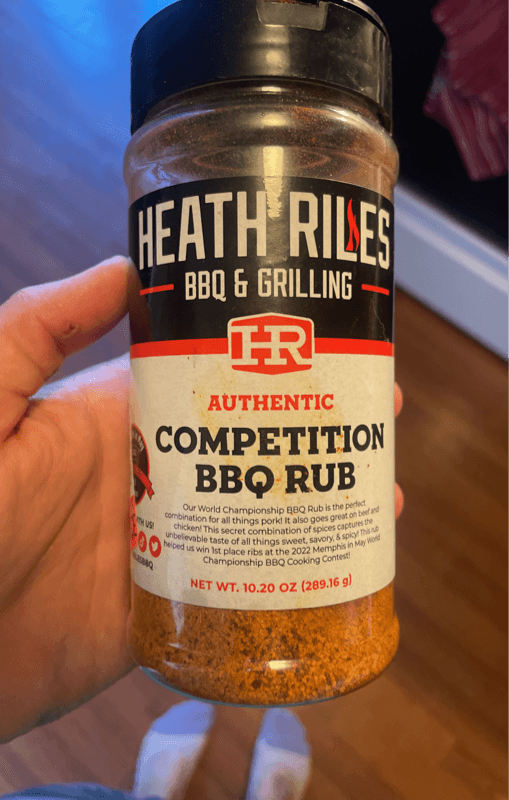 HEATH RILES
BBQ & GRILLING
HR
AUTHENTIC
COMPETITION
BBQ RUB
Our World Championship BBQ Rub is the perfect
combination for all things pork! It also goes great on beef and
chicken! This secret combination of spices captures the
unbelievable taste of all things sweet, savory, & spicy! This rub
helped us win 1st place ribs at the 2022 Memphis in May World
Championship BBQ Cooking Contest!
NET WT. 10.20 OZ (289.16 g)
US!